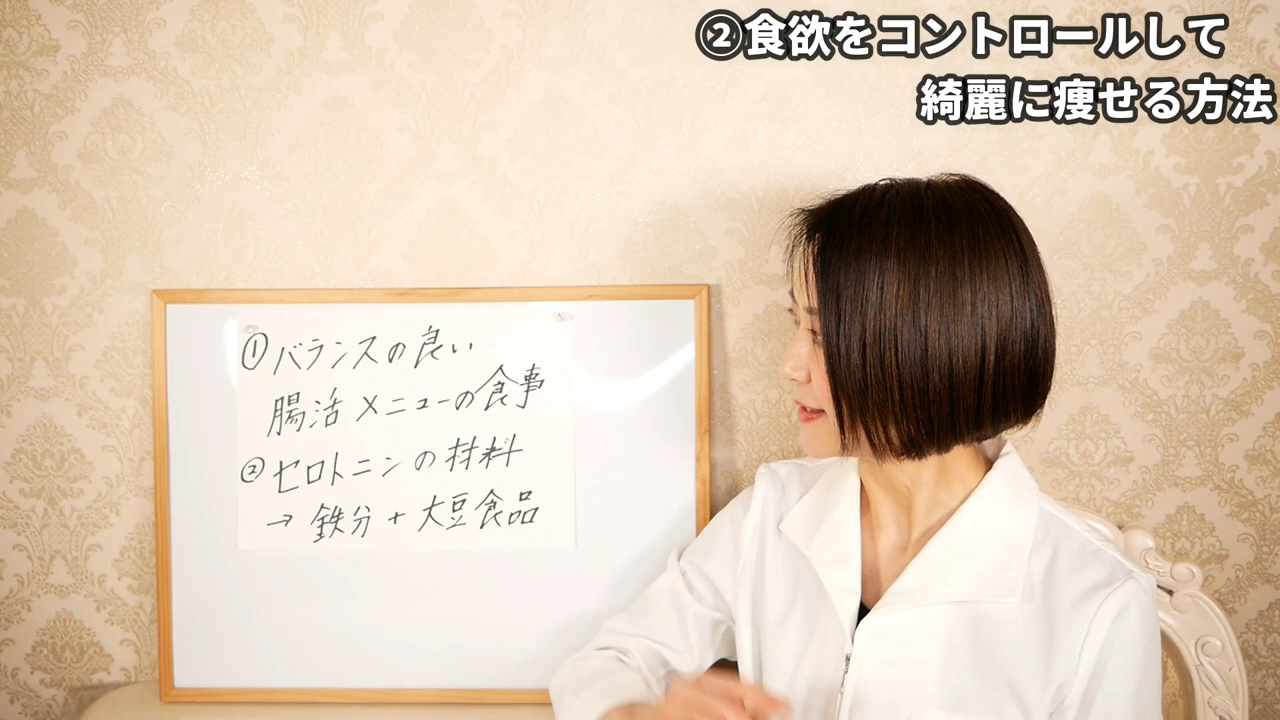 ②食欲をコントロールして
綺麗に痩せる方法
①バランスの良い
腸活メニューの食事
②セロトニンの材料
→ 鉄分 + 大豆食品